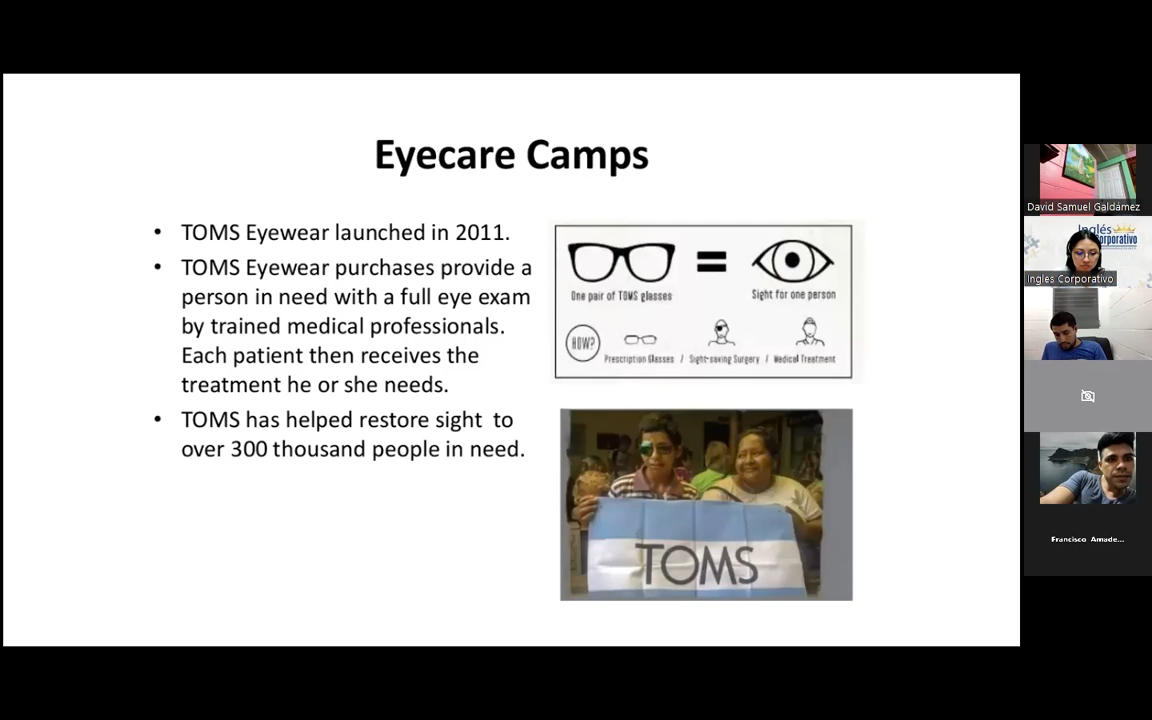 Eyecare Camps
• TOMS Eyewear launched in 2011.
• TOMS Eyewear purchases provide a
person in need with a full eye exam
by trained medical professionals.
Each patient then receives the
treatment he or she needs.
• TOMS has helped restore sight to
over 300 thousand people in need.
=
One pair of TOMS glasses
Sight for one person
HOW?
Prescription Glasses / Sight-saving Surgery / Medical Treatment
TOMS
David Samuel Galdámez
Inglés
Corporativo
Ingles Corporativo
Francisco Amade...